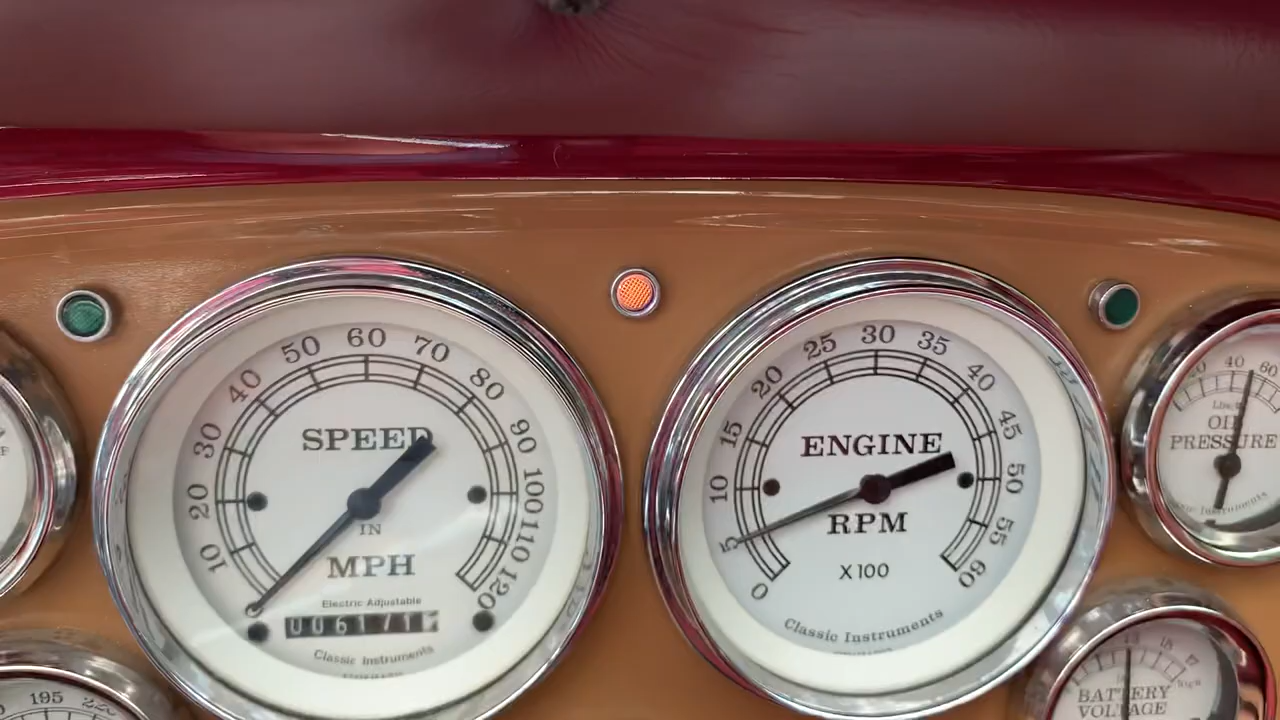 10 20 30 40 50 60 70 80 90 100 110 120
SPEED
IN
MPH
Electric Adjustable
Classic Instruments
0 5 10 15 20 25 30 35 40 45 50 55 60
ENGINE
RPM
X100
Classic Instruments
40 60
OIL
PRESSURE
Instruments
BATTERY
VOLTAGE
195